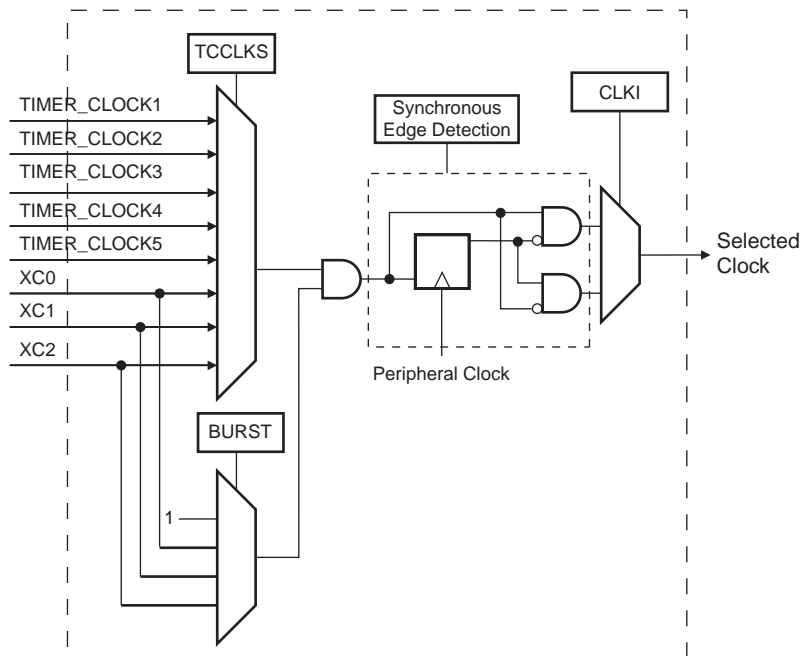 TCCLKS
TIMER_CLOCK1
TIMER_CLOCK2
TIMER_CLOCK3
TIMER_CLOCK4
TIMER_CLOCK5
XC0
XC1
XC2
Synchronous
Edge Detection
CLKI
Selected
Clock
Peripheral Clock
BURST
1